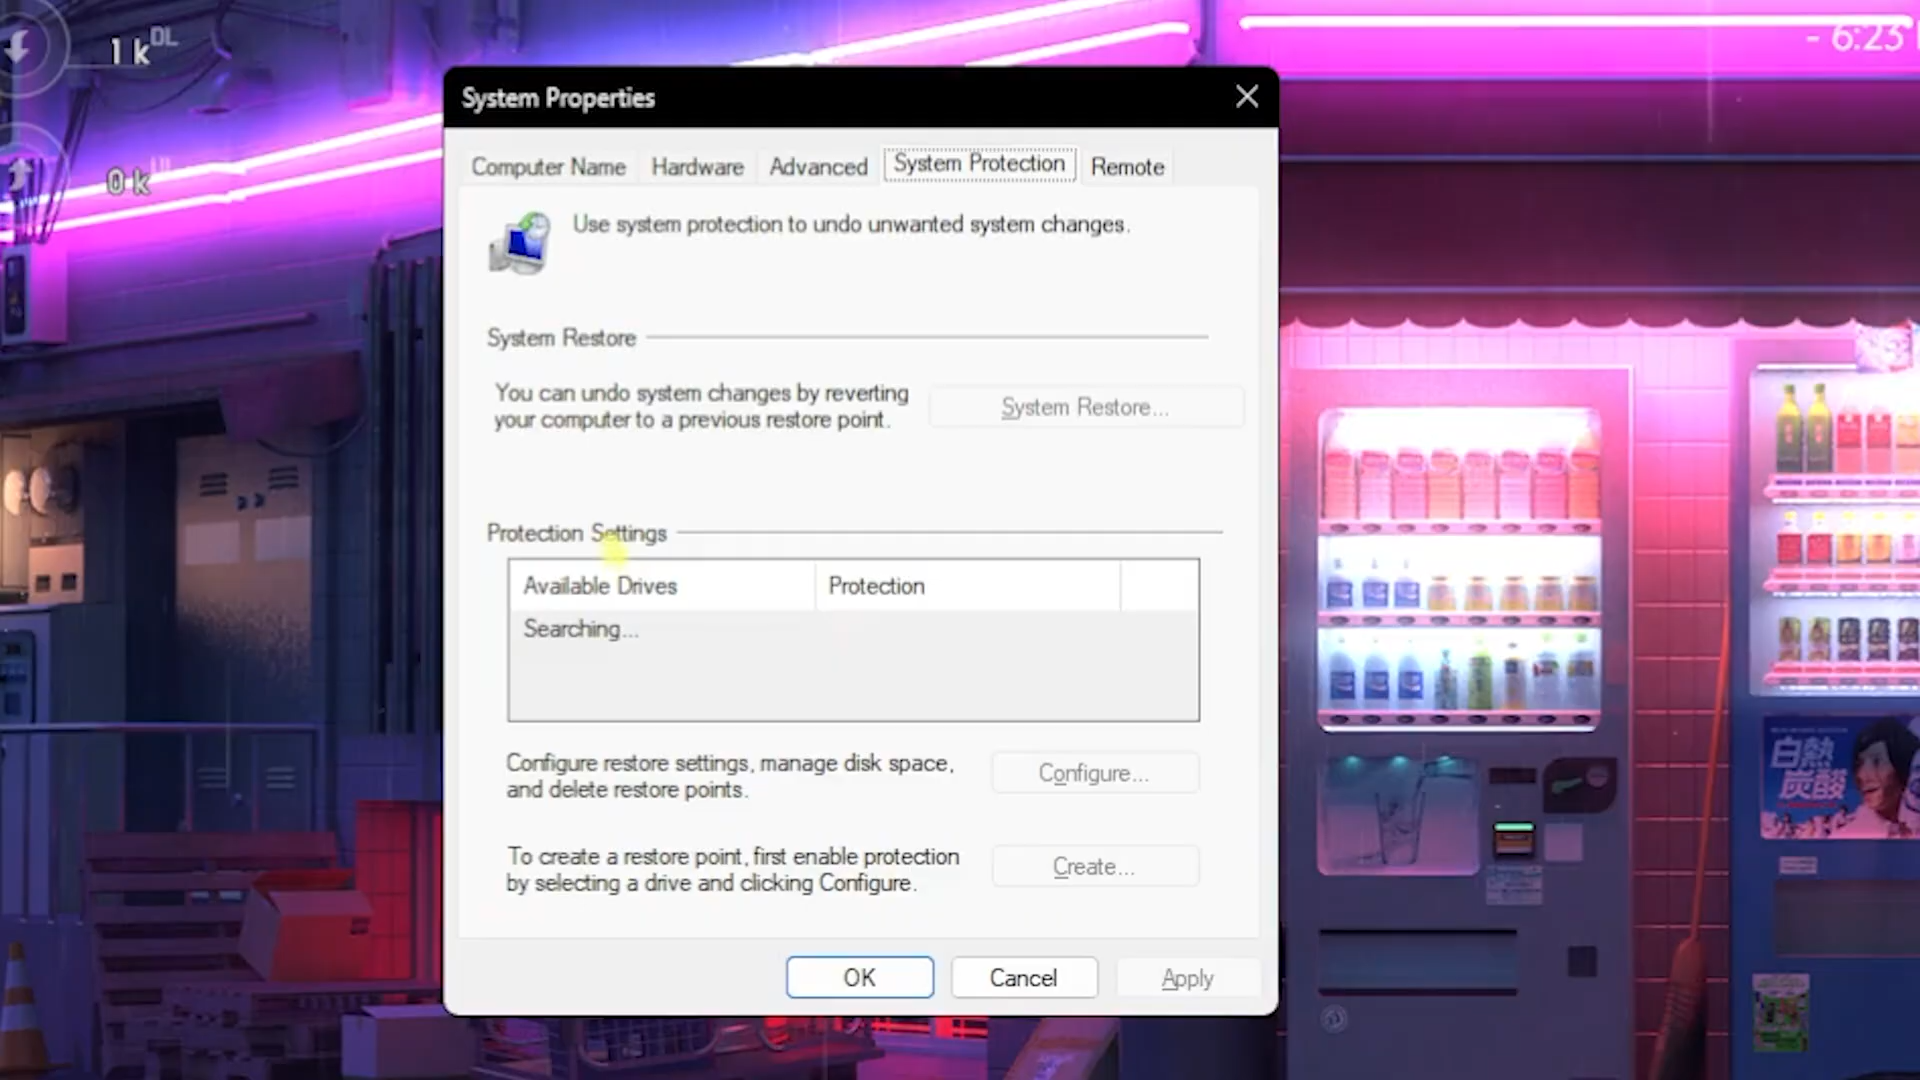 1 k DL
- 6:23
System Properties
Computer Name Hardware Advanced System Protection Remote
0 k UL
Use system protection to undo unwanted system changes.
System Restore
You can undo system changes by reverting
your computer to a previous restore point.
System Restore...
Protection Settings
Available Drives Protection
Searching...
Configure restore settings, manage disk space,
and delete restore points.
Configure...
To create a restore point, first enable protection
by selecting a drive and clicking Configure.
Create...
OK Cancel Apply
白熱
炭酸